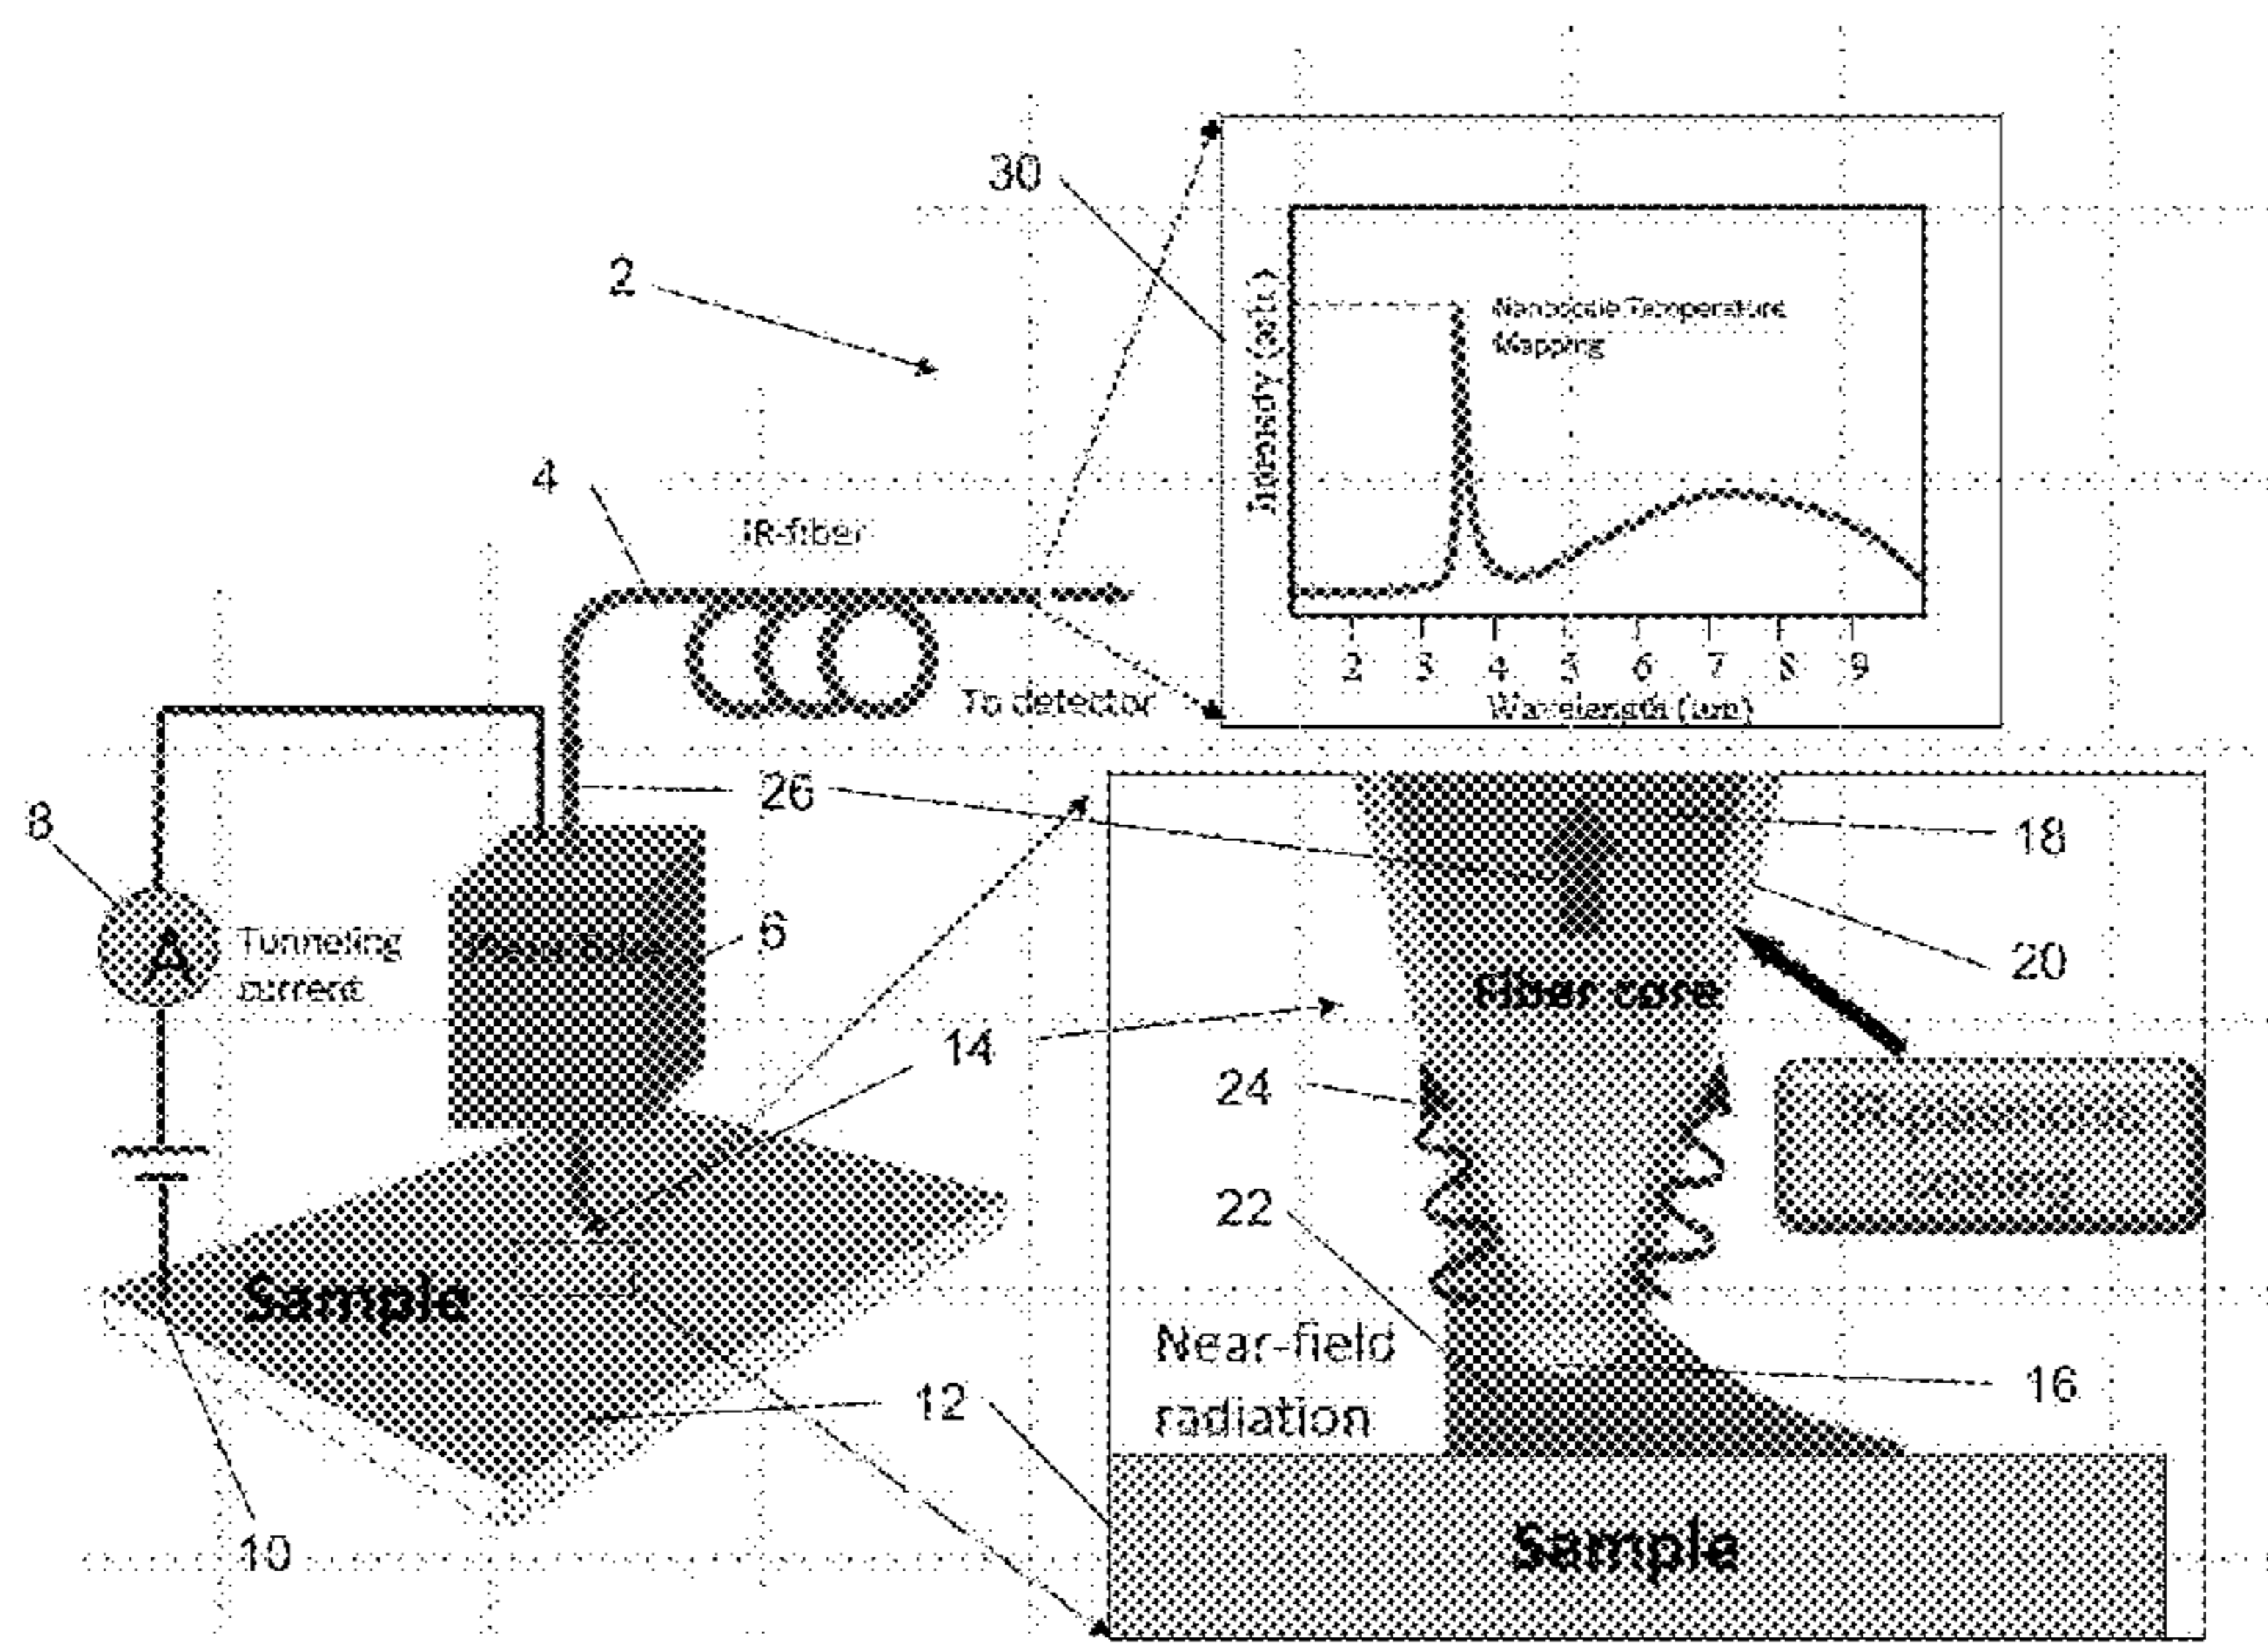 30
2
Intensity (arb.)
Nanoscale Temperature
Mapping
4
IR-fiber
2 3 4 5 6 7 8 9
Wavelength (um)
To detector
26
8
18
A
Tunneling
current
6
20
Fiber core
14
24
22
Sample
Near-field
radiation
16
12
Sample
10